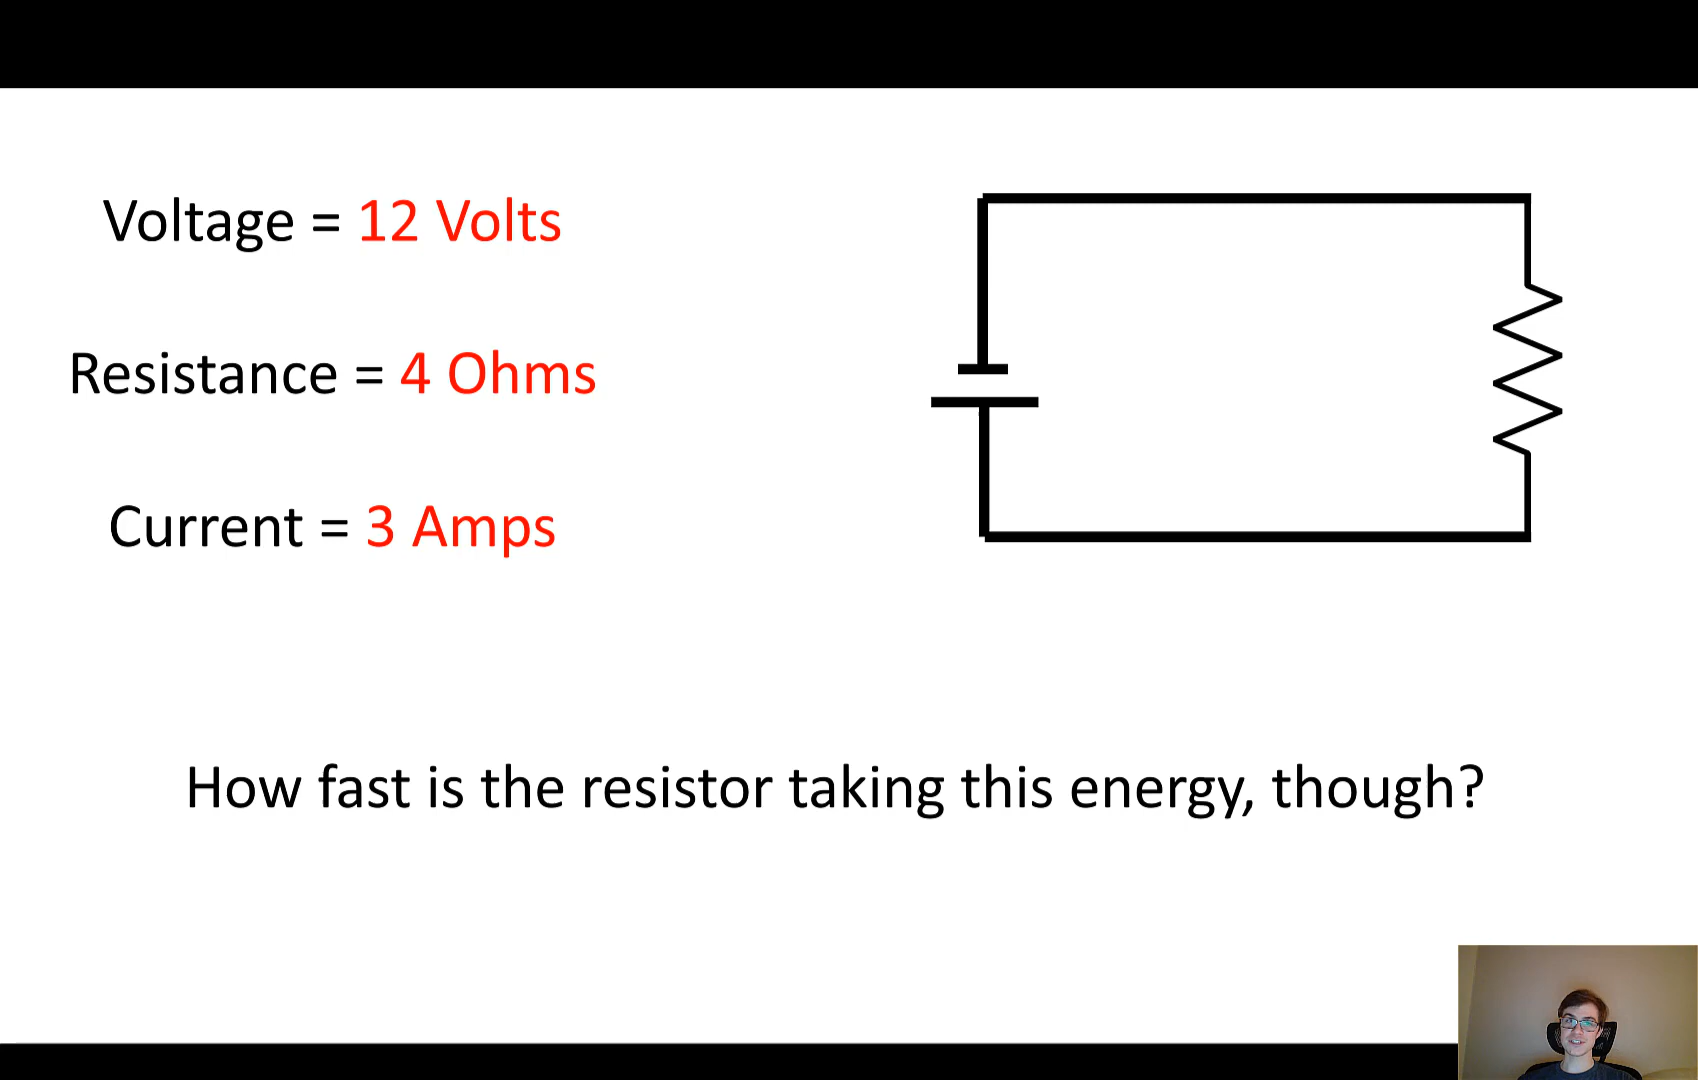 Voltage = 12 Volts
Resistance = 4 Ohms
Current = 3 Amps
How fast is the resistor taking this energy, though?